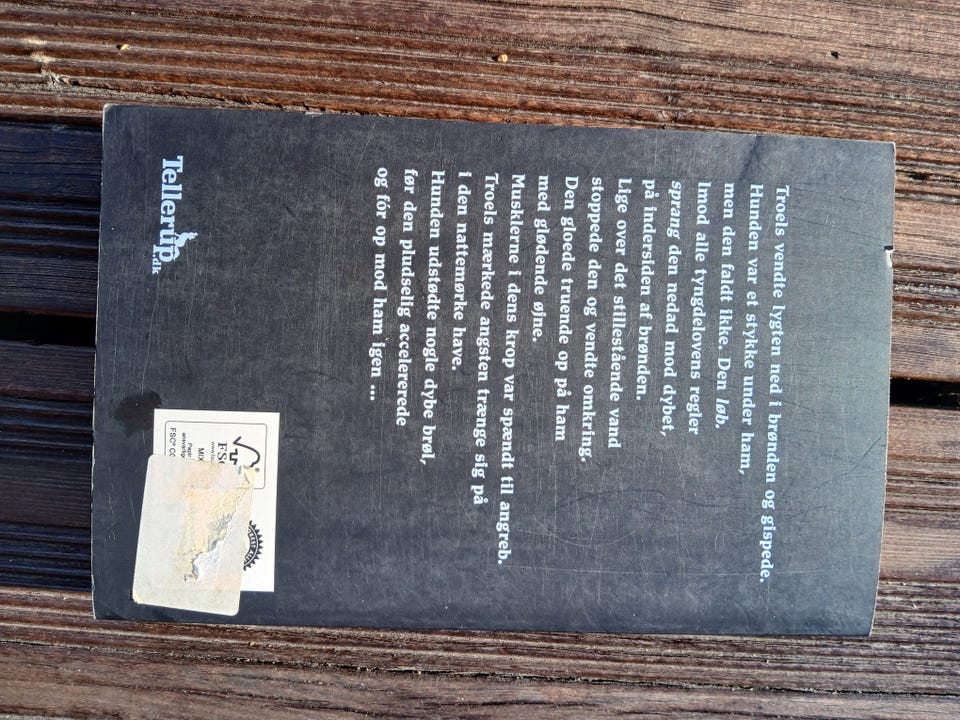 Troels vendte lygten ned i brønden og gispede.
Hunden var et stykke under ham,
men den faldt ikke. Den løb.
Imod alle tyngdelovens regler
sprang den nedad mod dybet,
på indersiden af brønden.
Lige over det stillestående vand
stoppede den og vendte omkring.
Den gloede truende op på ham
med glødende øjne.
Musklerne i dens krop var spændt til angreb.
Troels mærkede angsten trænge sig på
i den nattemørke have.
Hunden udstødte nogle dybe brøl,
før den pludselig accelererede
og fór op mod ham igen ...
Tellerup.dk
FSC
MIX
FSC®